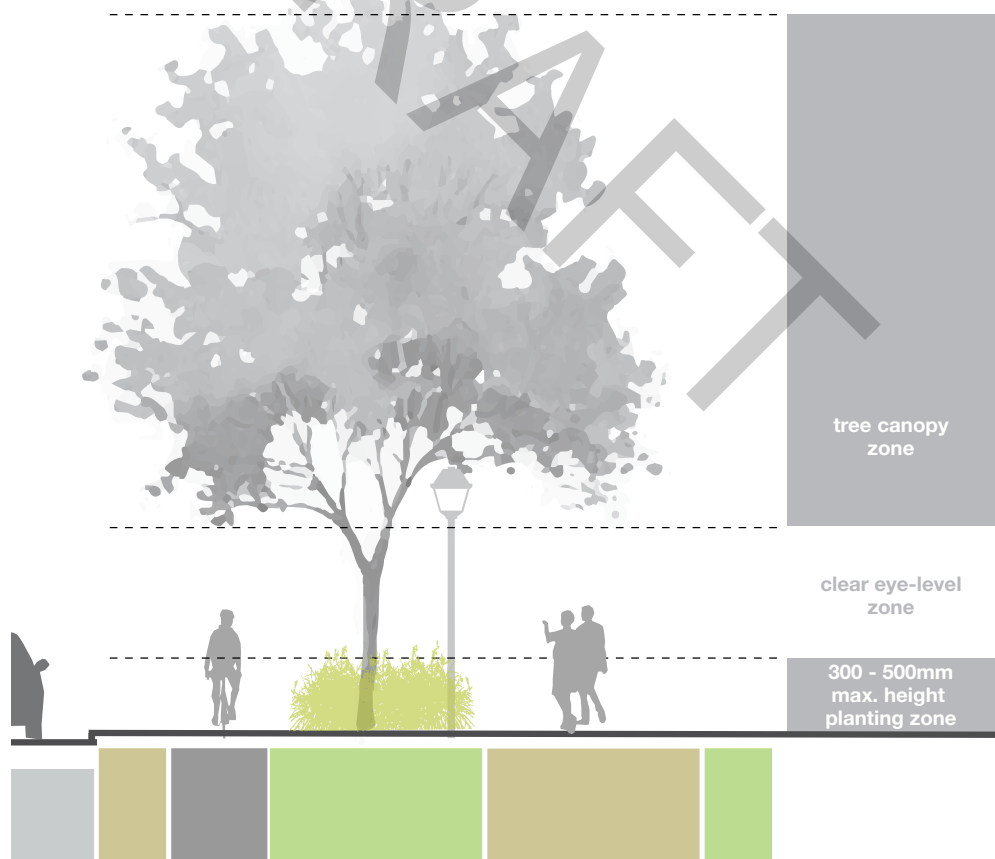 DRAFT
tree canopy
zone
clear eye-level
zone
300 - 500mm
max. height
planting zone